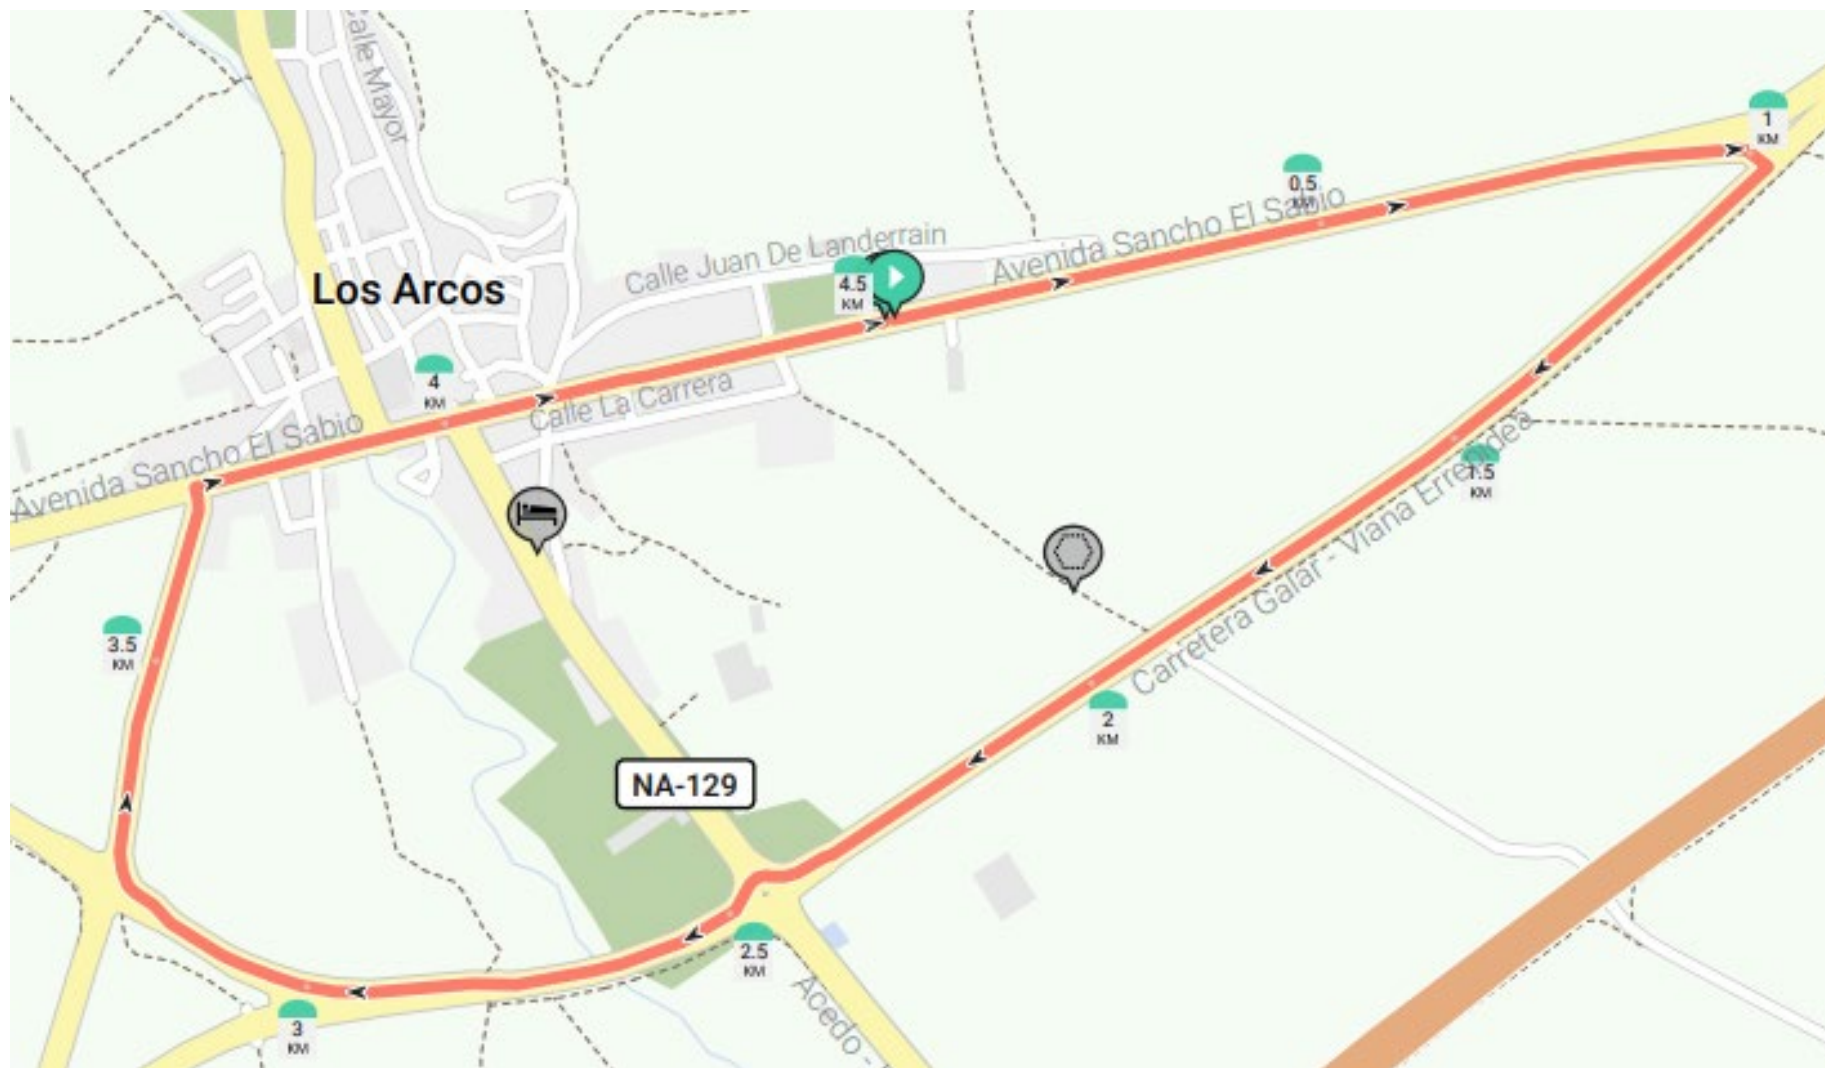 Calle Mayor
1
KM
0.5
KM
Avenida Sancho El Sabio
Calle Juan De Landerrain
Los Arcos
4.5
KM
4
KM
Calle La Carrera
Avenida Sancho El Sabio
1.5
KM
Carretera Galar - Viana Errepidea
3.5
KM
2
KM
NA-129
2.5
KM
Acedo -
3
KM